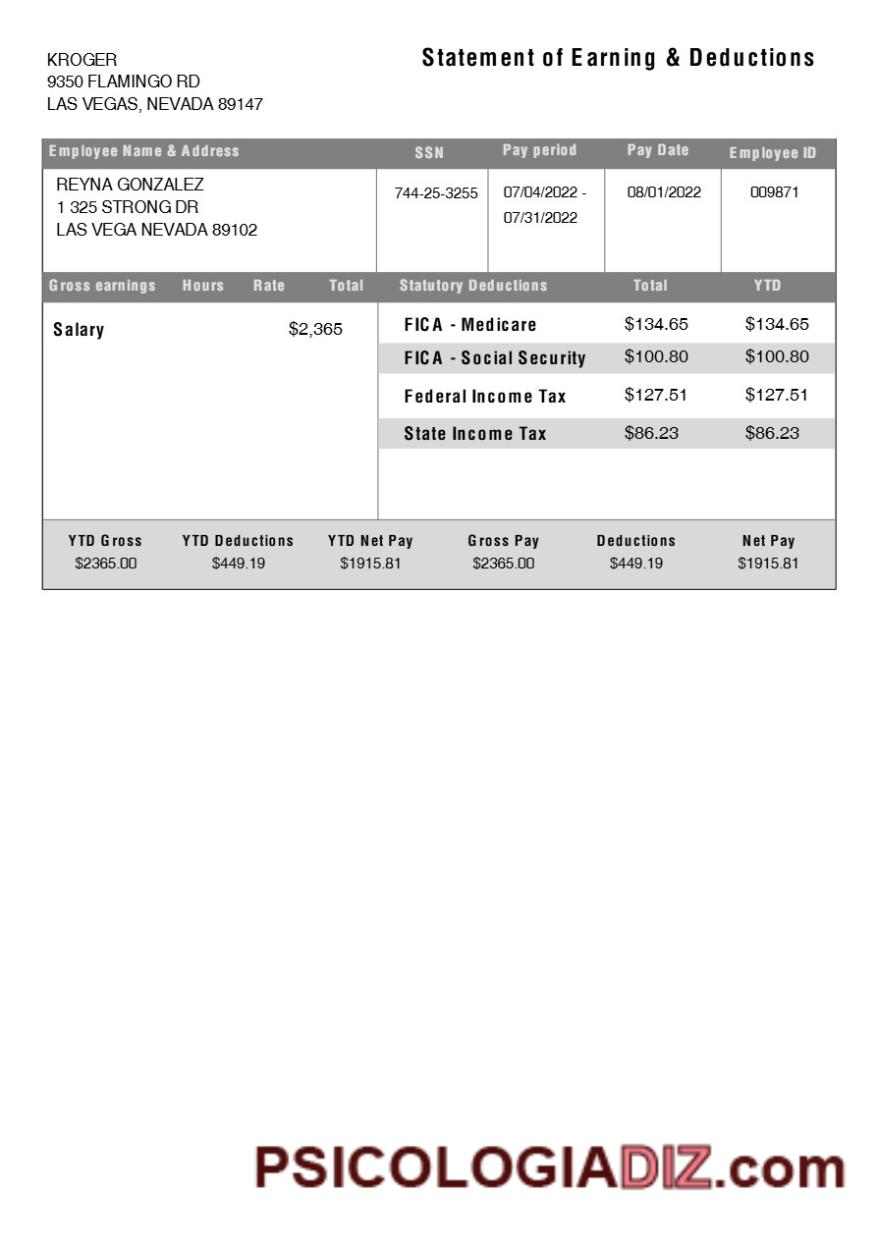 KROGER
9350 FLAMINGO RD
LAS VEGAS, NEVADA 89147
Statement of Earning & Deductions
Employee Name & Address SSN Pay period Pay Date Employee ID
REYNA GONZALEZ
1 325 STRONG DR
LAS VEGA NEVADA 89102
744-25-3255
07/04/2022 -
07/31/2022
08/01/2022
009871
Gross earnings Hours Rate Total Statutory Deductions Total YTD
Salary $2,365
FICA - Medicare $134.65 $134.65
FICA - Social Security $100.80 $100.80
Federal Income Tax $127.51 $127.51
State Income Tax $86.23 $86.23
YTD Gross YTD Deductions YTD Net Pay Gross Pay Deductions Net Pay
$2365.00 $449.19 $1915.81 $2365.00 $449.19 $1915.81
PSICOLOGIADIZ.com